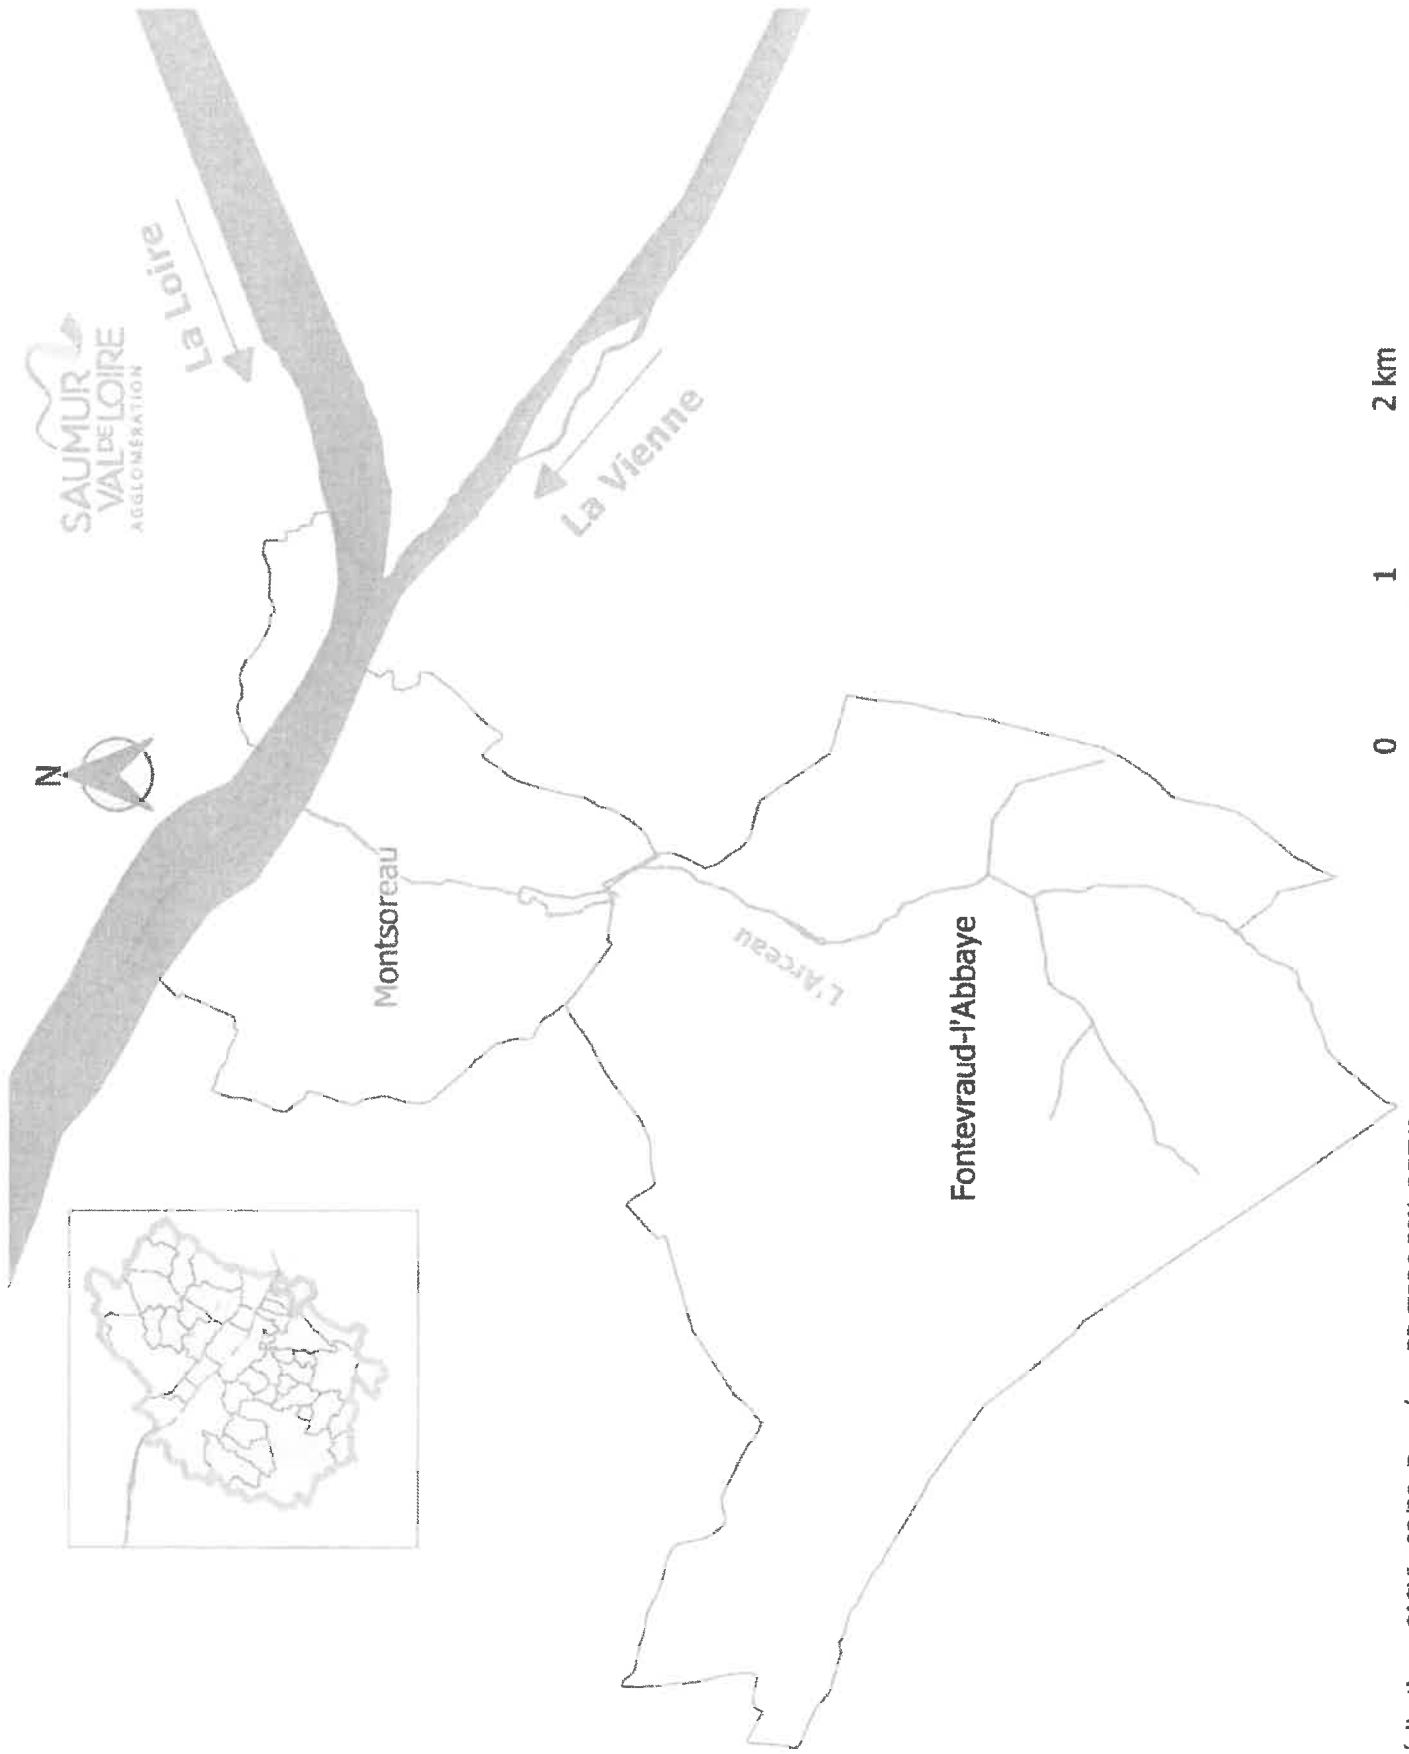 N
SAUMUR
VAL DE LOIRE
AGGLOMÉRATION
La Loire
La Vienne
Montsoreau
L'Arceau
Fontevraud-l'Abbaye
0 1 2 km